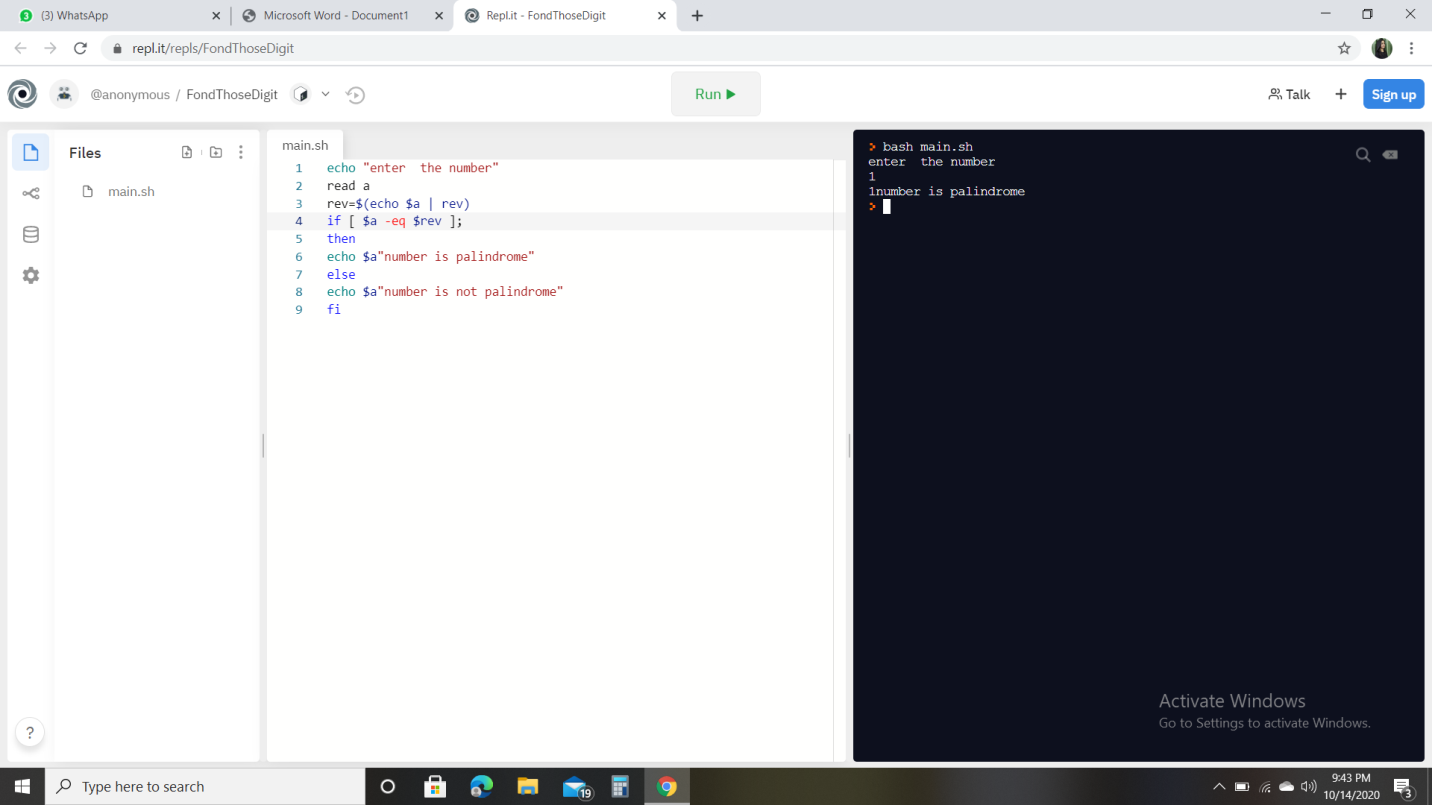 3 (3) WhatsApp
Microsoft Word - Document1
Repl.it - FondThoseDigit
repl.it/repls/FondThoseDigit
@anonymous / FondThoseDigit
Run
Talk
Sign up
Files
main.sh
main.sh
1 echo "enter  the number"
2 read a
3 rev=$(echo $a | rev)
4 if [ $a -eq $rev ];
5 then
6 echo $a"number is palindrome"
7 else
8 echo $a"number is not palindrome"
9 fi
> bash main.sh
enter  the number
1
1number is palindrome
>
Activate Windows
Go to Settings to activate Windows.
?
Type here to search
19
9:43 PM
10/14/2020
3